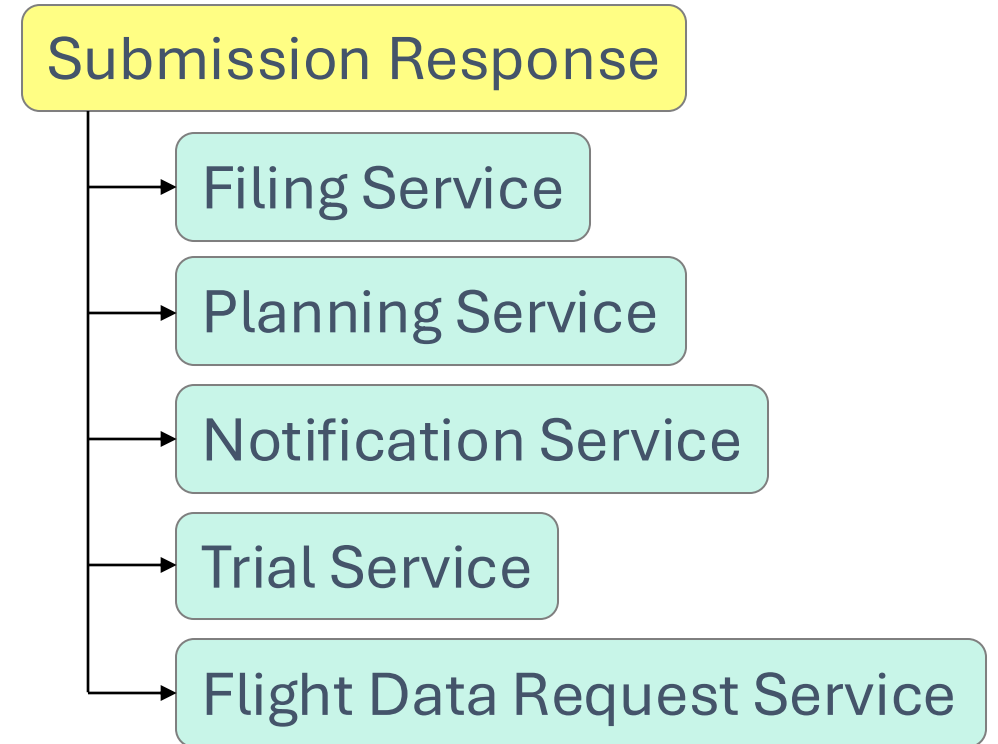 Submission Response
Filing Service
Planning Service
Notification Service
Trial Service
Flight Data Request Service